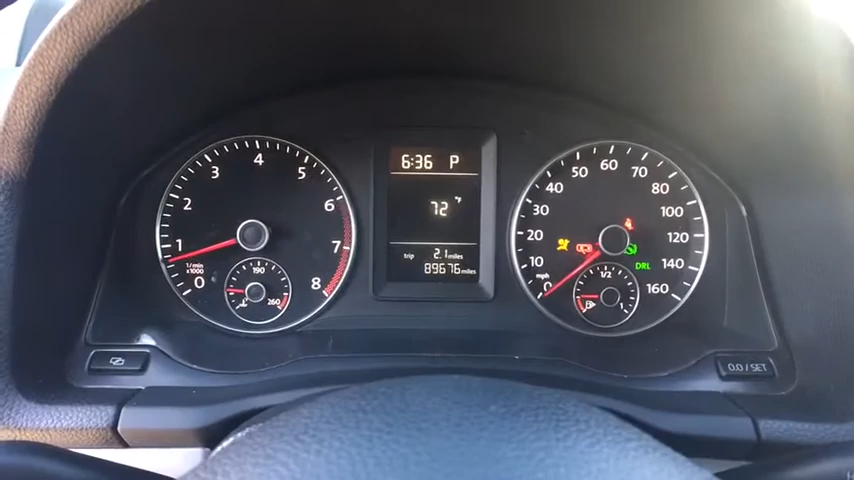 4
3 5
2 6
1 7
1/min
x1000 0 8
190
260
6:36 P
72 °F
trip 2.1 miles
89676 miles
60
50 70
40 80
30 100
20 120
10 140
mph 0 160
1/2
1
DRL
0.0 / SET